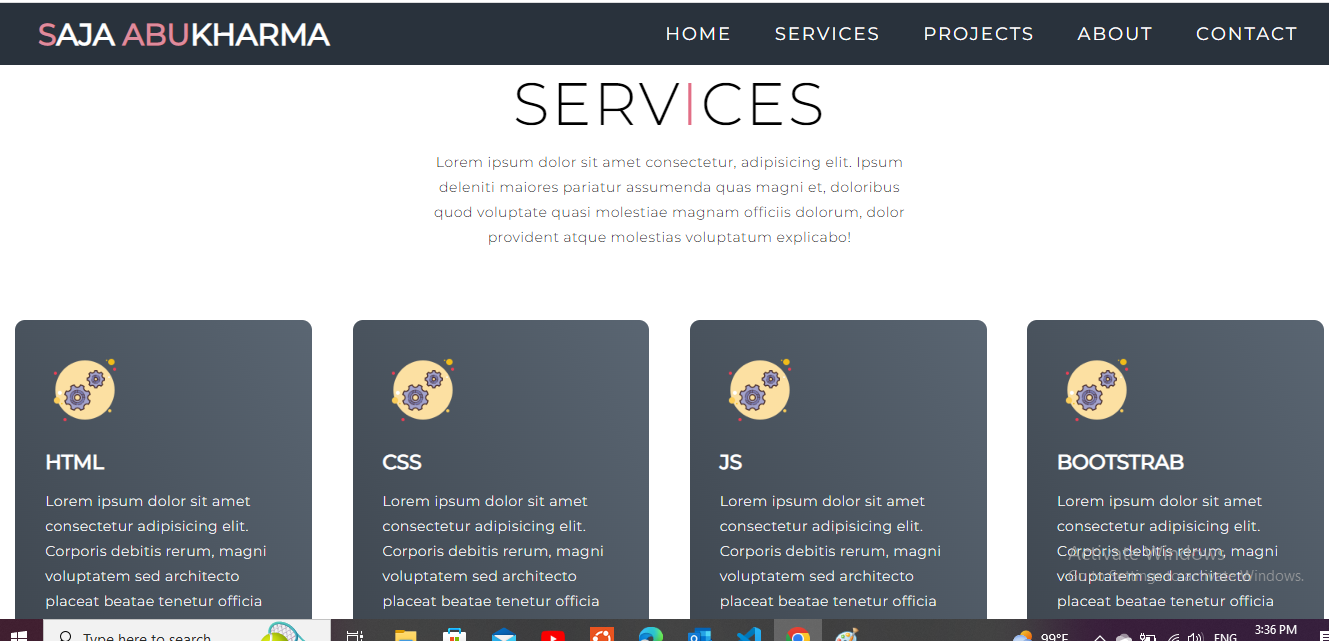 SAJA ABUKHARMA
HOME SERVICES PROJECTS ABOUT CONTACT
SERVICES
Lorem ipsum dolor sit amet consectetur, adipisicing elit. Ipsum
deleniti maiores pariatur assumenda quas magni et, doloribus
quod voluptate quasi molestiae magnam officiis dolorum, dolor
provident atque molestias voluptatum explicabo!
HTML
Lorem ipsum dolor sit amet
consectetur adipisicing elit.
Corporis debitis rerum, magni
voluptatem sed architecto
placeat beatae tenetur officia
CSS
Lorem ipsum dolor sit amet
consectetur adipisicing elit.
Corporis debitis rerum, magni
voluptatem sed architecto
placeat beatae tenetur officia
JS
Lorem ipsum dolor sit amet
consectetur adipisicing elit.
Corporis debitis rerum, magni
voluptatem sed architecto
placeat beatae tenetur officia
BOOTSTRAB
Lorem ipsum dolor sit amet
consectetur adipisicing elit.
Corporis debitis rerum, magni
voluptatem sed architecto
placeat beatae tenetur officia
Activate Windows
Go to Settings to activate Windows.
Type here to search
99°F
ENG
3:36 PM